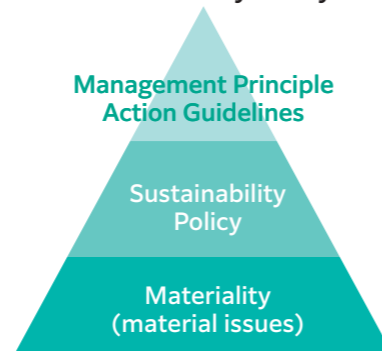 Management Principle
Action Guidelines
Sustainability
Policy
Materiality
(material issues)